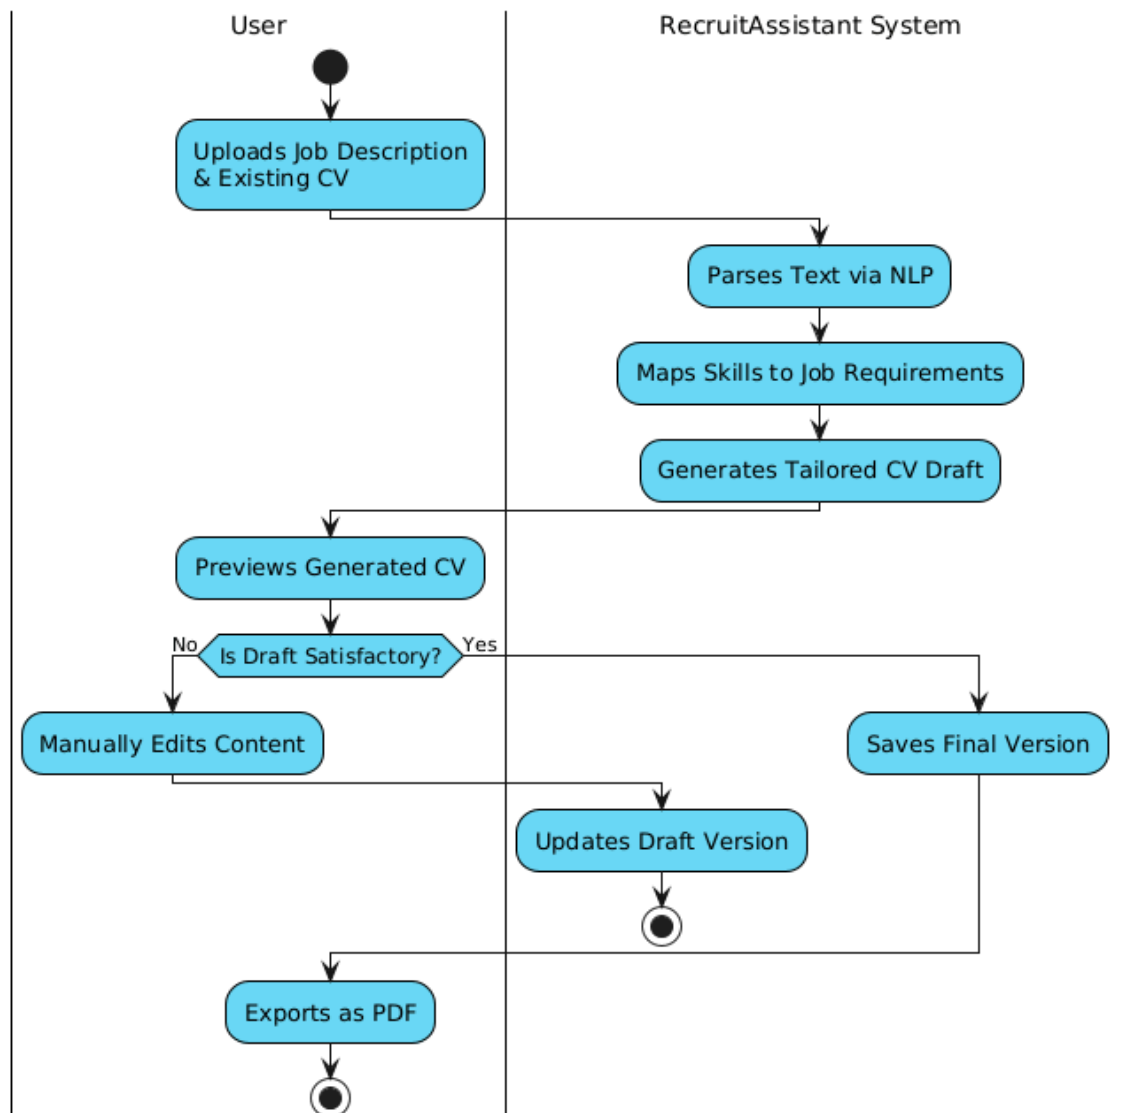 User
RecruitAssistant System
Uploads Job Description
& Existing CV
Parses Text via NLP
Maps Skills to Job Requirements
Generates Tailored CV Draft
Previews Generated CV
No
Is Draft Satisfactory?
Yes
Manually Edits Content
Saves Final Version
Updates Draft Version
Exports as PDF